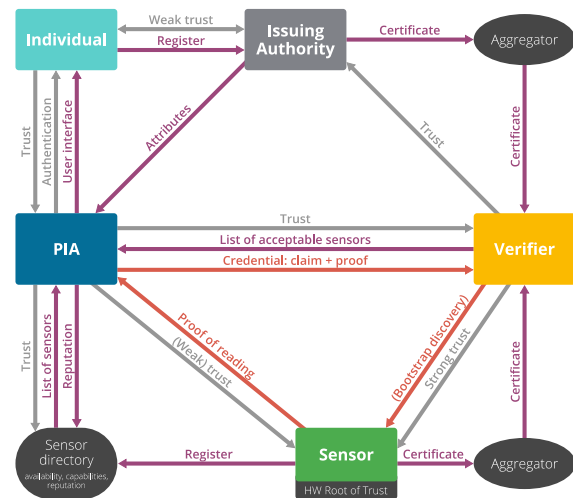 Weak trust
Individual
Register
Issuing
Authority
Certificate
Aggregator
Trust
Authentication
User interface
Attributes
Trust
Certificate
PIA
Trust
List of acceptable sensors
Credential: claim + proof
Verifier
Trust
List of sensors
Reputation
Proof of reading
(Weak) trust
(Bootstrap discovery)
Strong trust
Certificate
Sensor
directory
availability, capabilities,
reputation
Register
Sensor
HW Root of Trust
Certificate
Aggregator